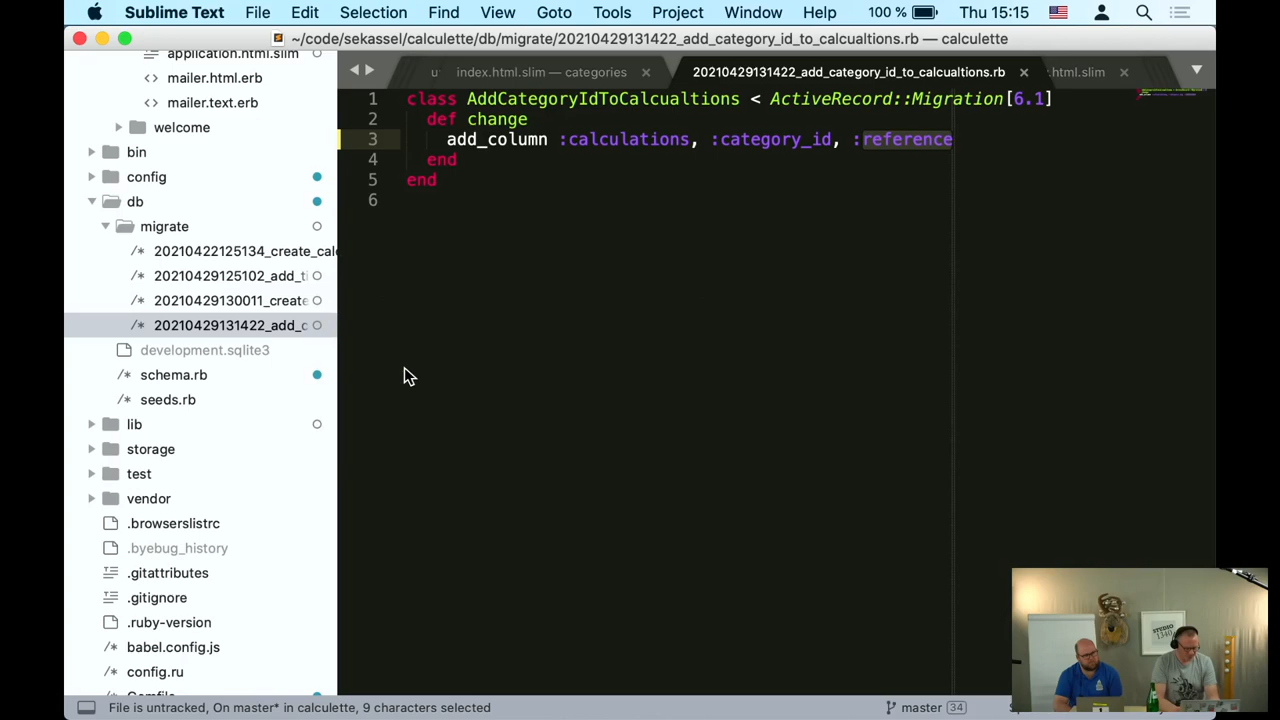 Sublime Text File Edit Selection Find View Goto Tools Project Window Help 100 % Thu 15:15
~/code/sekassel/calculette/db/migrate/20210429131422_add_category_id_to_calcualtions.rb — calculette
application.html.slim
mailer.html.erb
mailer.text.erb
welcome
bin
config
db
migrate
20210422125134_create_cal
20210429125102_add_t
20210429130011_create
20210429131422_add_c
development.sqlite3
schema.rb
seeds.rb
lib
storage
test
vendor
.browserslistrc
.byebug_history
.gitattributes
.gitignore
.ruby-version
babel.config.js
config.ru
index.html.slim — categories 20210429131422_add_category_id_to_calcualtions.rb .html.slim
1 class AddCategoryIdToCalcualtions < ActiveRecord::Migration[6.1]
2 def change
3 add_column :calculations, :category_id, :reference
4 end
5 end
6
File is untracked, On master* in calculette, 9 characters selected master 34
STUDIO
1340